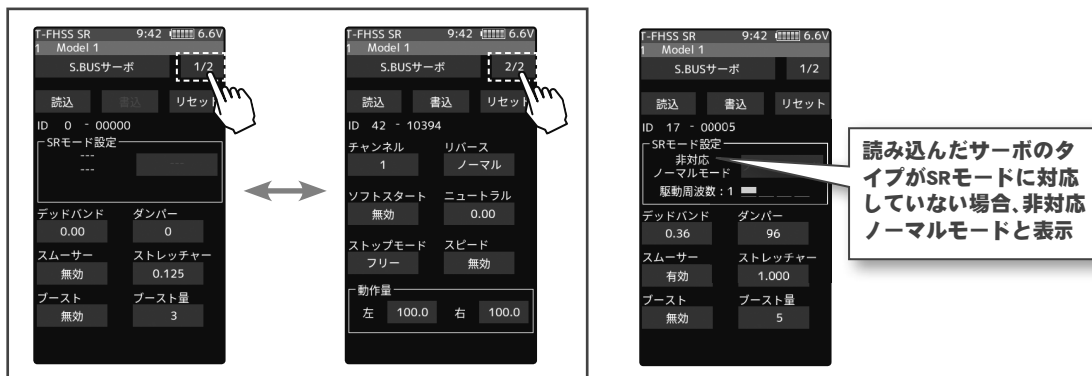 T-FHSS SR 9:42 6.6V
1 Model 1
S.BUSサーボ 1/2
読込 書込 リセット
ID 0 - 00000
SRモード設定
---
---
---
デッドバンド ダンパー
0.00 0
スムーサー ストレッチャー
無効 0.125
ブースト ブースト量
無効 3
T-FHSS SR 9:42 6.6V
1 Model 1
S.BUSサーボ 2/2
読込 書込 リセット
ID 42 - 10394
チャンネル リバース
1 ノーマル
ソフトスタート ニュートラル
無効 0.00
ストップモード スピード
フリー 無効
動作量
左 100.0 右 100.0
T-FHSS SR 9:42 6.6V
1 Model 1
S.BUSサーボ 1/2
読込 書込 リセット
ID 17 - 00005
SRモード設定
非対応
ノーマルモード
駆動周波数:1
デッドバンド ダンパー
0.36 96
スムーサー ストレッチャー
有効 1.000
ブースト ブースト量
無効 5
読み込んだサーボのタ
イプがSRモードに対応
していない場合、非対応
ノーマルモードと表示